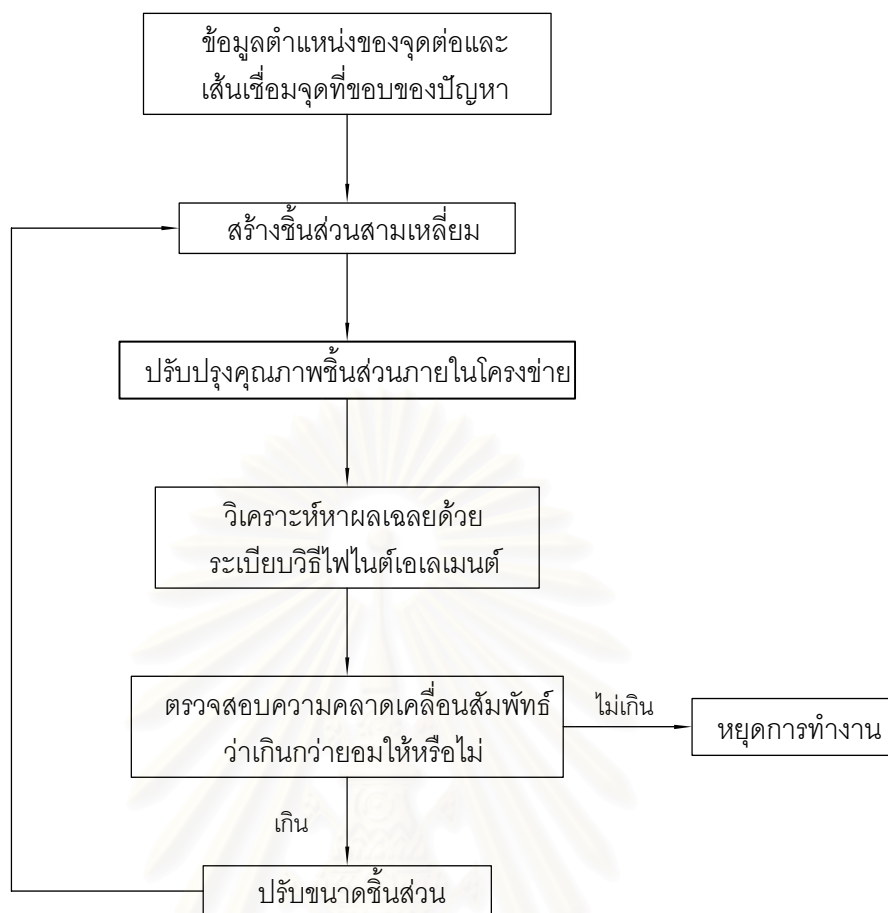 ข้อมูลตำแหน่งของจุดต่อและ
เส้นเชื่อมจุดที่ขอบของปัญหา
สร้างชิ้นส่วนสามเหลี่ยม
ปรับปรุงคุณภาพชิ้นส่วนภายในโครงข่าย
วิเคราะห์หาผลเฉลยด้วย
ระเบียบวิธีไฟไนต์เอเลเมนต์
ตรวจสอบความคลาดเคลื่อนสัมพัทธ์
ว่าเกินกว่ายอมให้หรือไม่
ไม่เกิน
หยุดการทำงาน
เกิน
ปรับขนาดชิ้นส่วน